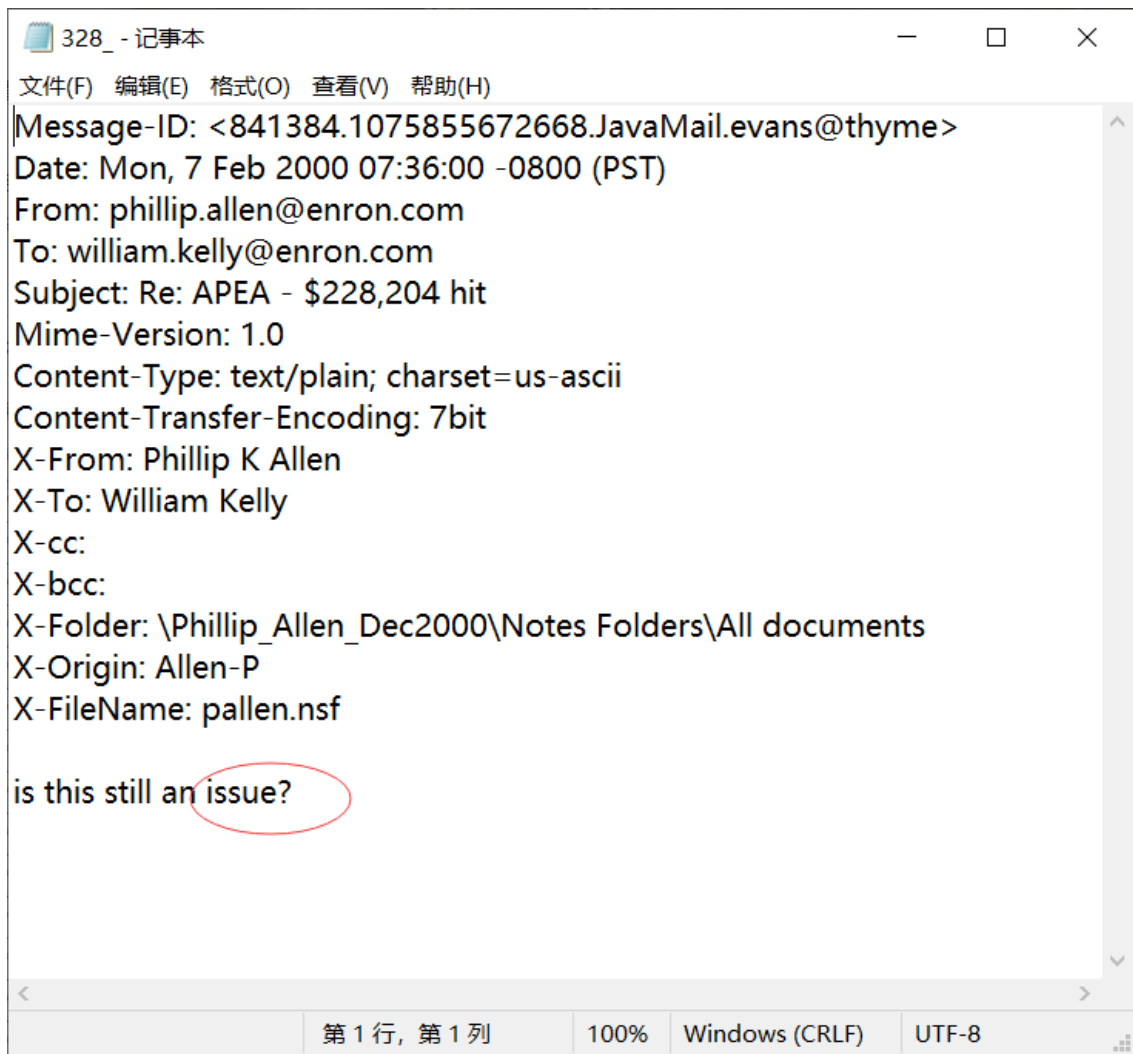 328_ - 记事本
文件(F) 编辑(E) 格式(O) 查看(V) 帮助(H)
Message-ID: <841384.1075855672668.JavaMail.evans@thyme>
Date: Mon, 7 Feb 2000 07:36:00 -0800 (PST)
From: phillip.allen@enron.com
To: william.kelly@enron.com
Subject: Re: APEA - $228,204 hit
Mime-Version: 1.0
Content-Type: text/plain; charset=us-ascii
Content-Transfer-Encoding: 7bit
X-From: Phillip K Allen
X-To: William Kelly
X-cc:
X-bcc:
X-Folder: \Phillip_Allen_Dec2000\Notes Folders\All documents
X-Origin: Allen-P
X-FileName: pallen.nsf
is this still an issue?
第 1 行，第 1 列 100% Windows (CRLF) UTF-8